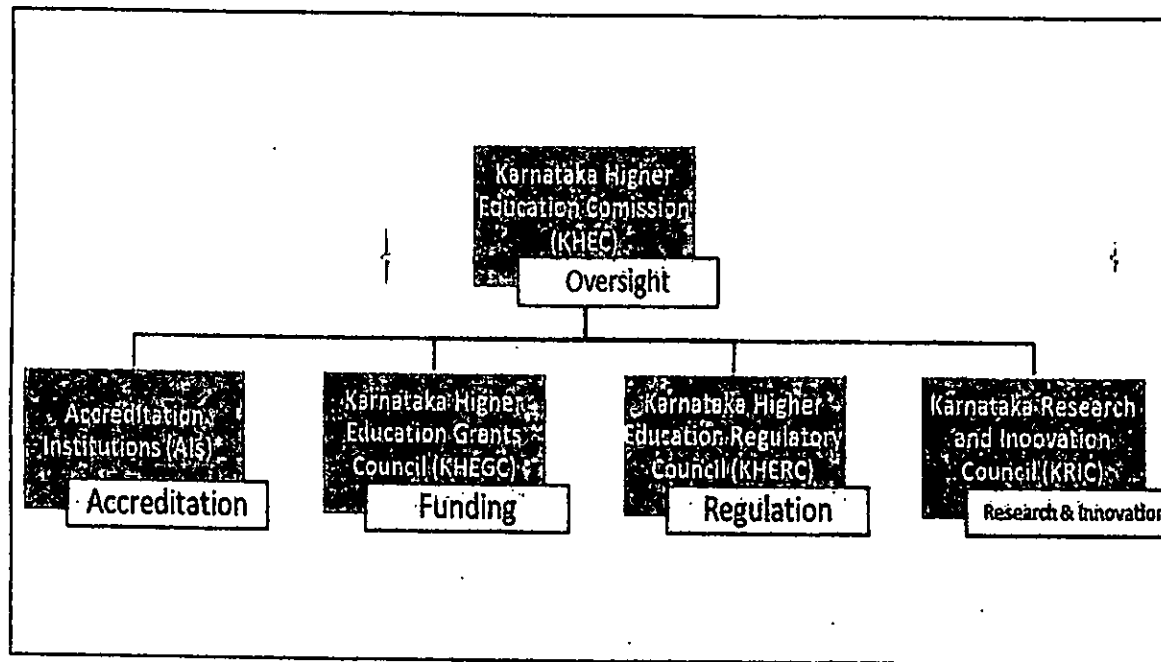 Karnataka Higher
Education Comission
(KHEC)
Oversight
Accreditation
Institutions (AIs)*
Accreditation
Karnataka Higher
Education Grants
Council (KHEGC)
Funding
Karnataka Higher
Education Regulatory
Council (KHERC)
Regulation
Karnataka Research
and Inoovation
Council (KRIC)
Research & Innovation